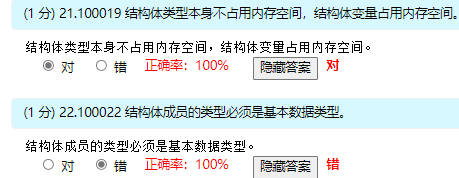 (1 分) 21.100019 结构体类型本身不占用内存空间，结构体变量占用内存空间。
结构体类型本身不占用内存空间，结构体变量占用内存空间。
对 错 正确率：100% 隐藏答案 对
(1 分) 22.100022 结构体成员的类型必须是基本数据类型。
结构体成员的类型必须是基本数据类型。
对 错 正确率：100% 隐藏答案 错